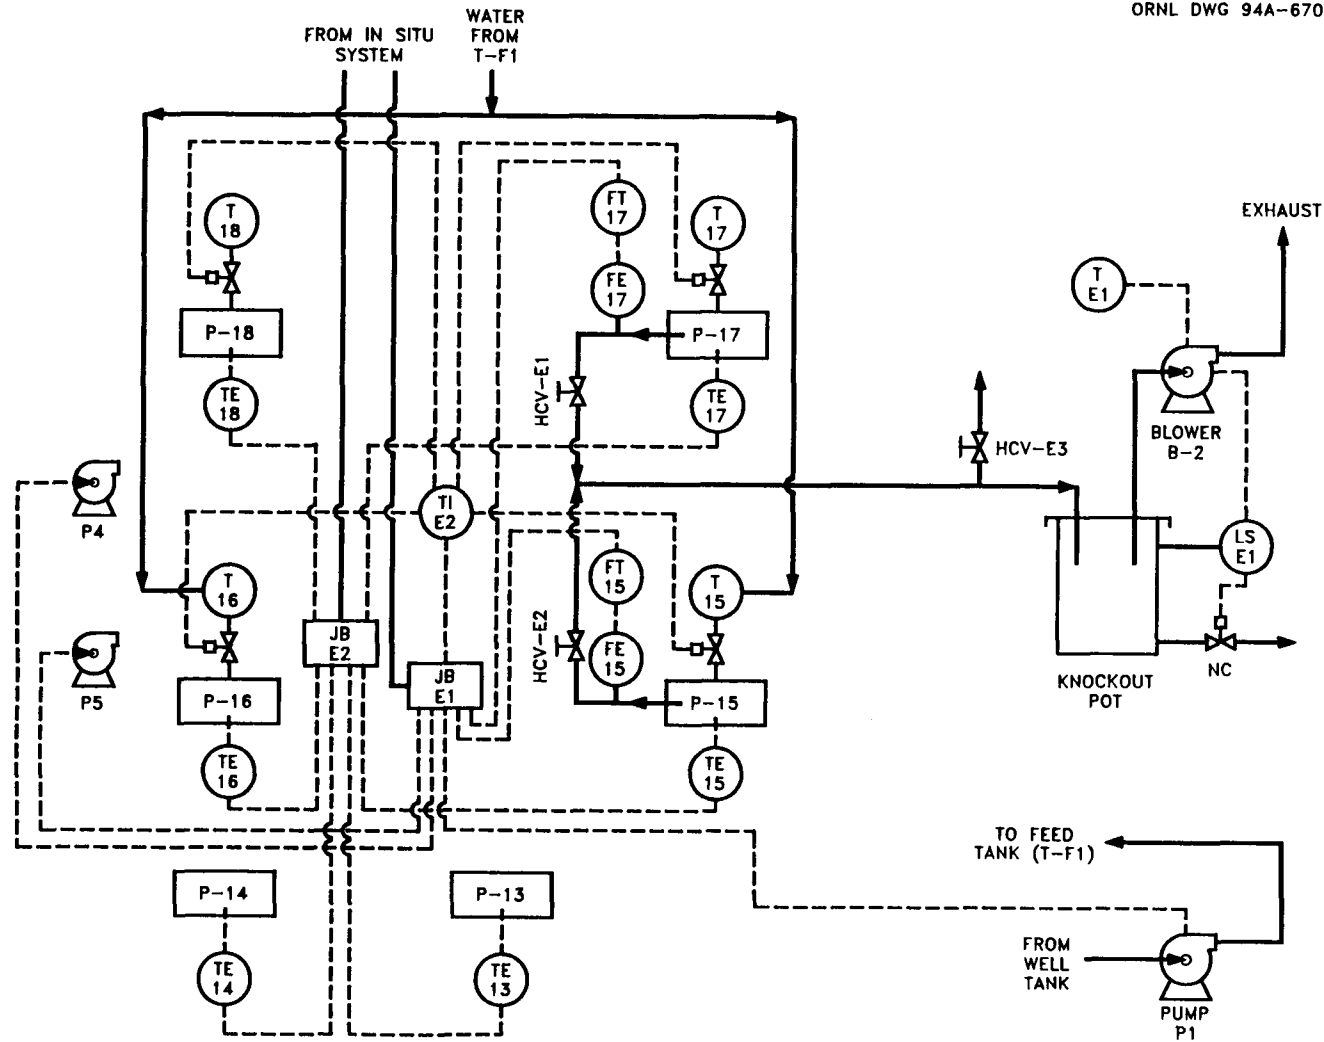 ORNL DWG 94A-670
FROM IN SITU
SYSTEM
WATER
FROM
T-F1
T
18
P-18
TE
18
FT
17
FE
17
T
17
P-17
TE
17
HCV-E1
EXHAUST
T
E1
BLOWER
B-2
HCV-E3
P4
TI
E2
LS
E1
NC
KNOCKOUT
POT
T
16
P-16
TE
16
P5
JB
E2
JB
E1
FT
15
FE
15
HCV-E2
T
15
P-15
TE
15
TO FEED
TANK (T-F1)
P-14
TE
14
P-13
TE
13
FROM
WELL
TANK
PUMP
P1